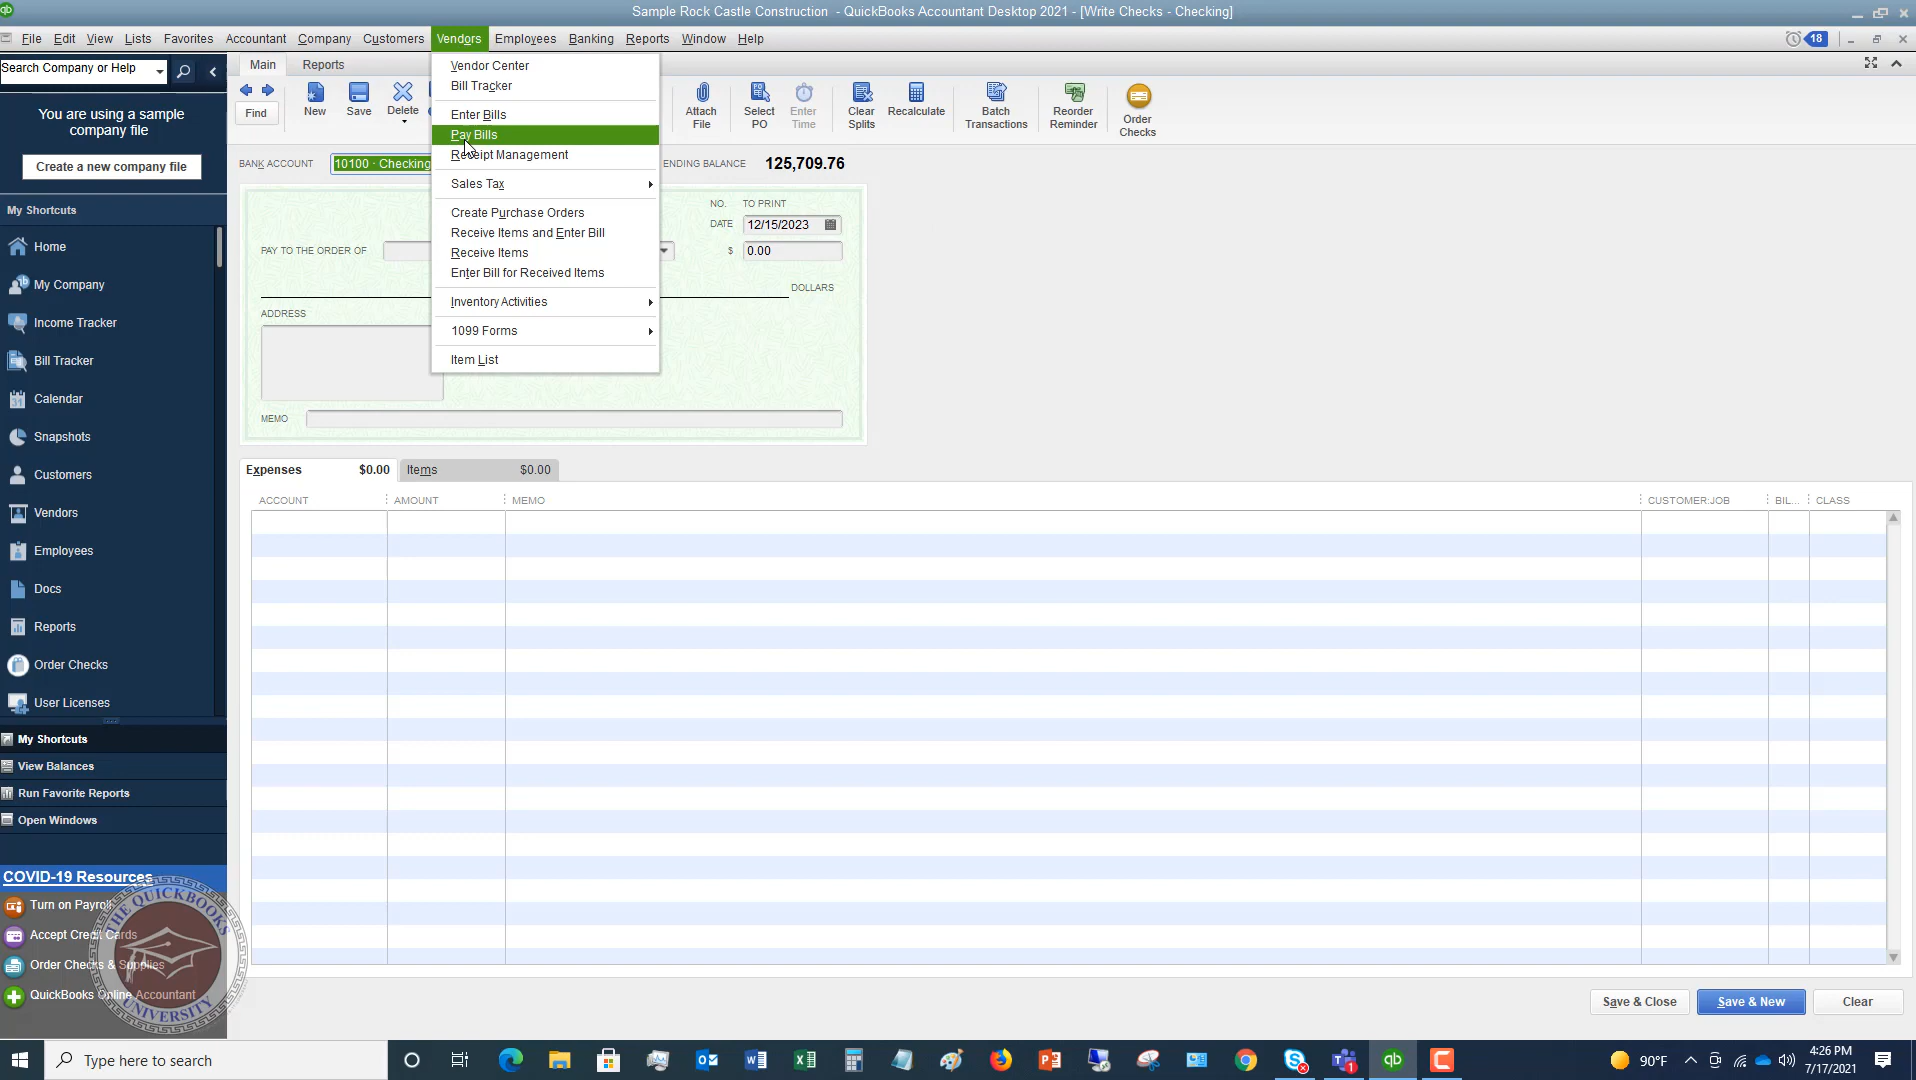 Sample Rock Castle Construction - QuickBooks Accountant Desktop 2021 - [Write Checks - Checking]
File Edit View Lists Favorites Accountant Company Customers Vendors Employees Banking Reports Window Help
18
Search Company or Help
Main Reports
Find
New
Save
Delete
Attach File
Select PO
Enter Time
Clear Splits
Recalculate
Batch Transactions
Reorder Reminder
Order Checks
You are using a sample
company file
Create a new company file
My Shortcuts
Home
My Company
Income Tracker
Bill Tracker
31
Calendar
Snapshots
Customers
Vendors
Employees
Docs
Reports
Order Checks
User Licenses
My Shortcuts
View Balances
Run Favorite Reports
Open Windows
COVID-19 Resources
Turn on Payroll
Accept Credit Cards
Order Checks & Supplies
QuickBooks Online Accountant
THE QUICKBOOKS UNIVERSITY
Vendor Center
Bill Tracker
Enter Bills
Pay Bills
Receipt Management
Sales Tax
Create Purchase Orders
Receive Items and Enter Bill
Receive Items
Enter Bill for Received Items
Inventory Activities
1099 Forms
Item List
BANK ACCOUNT 10100 · Checking
ENDING BALANCE 125,709.76
NO. TO PRINT
DATE 12/15/2023
PAY TO THE ORDER OF
$ 0.00
DOLLARS
ADDRESS
MEMO
Expenses $0.00 Items $0.00
ACCOUNT AMOUNT MEMO CUSTOMER:JOB BIL... CLASS
Save & Close Save & New Clear
Type here to search
90°F
4:26 PM
7/17/2021